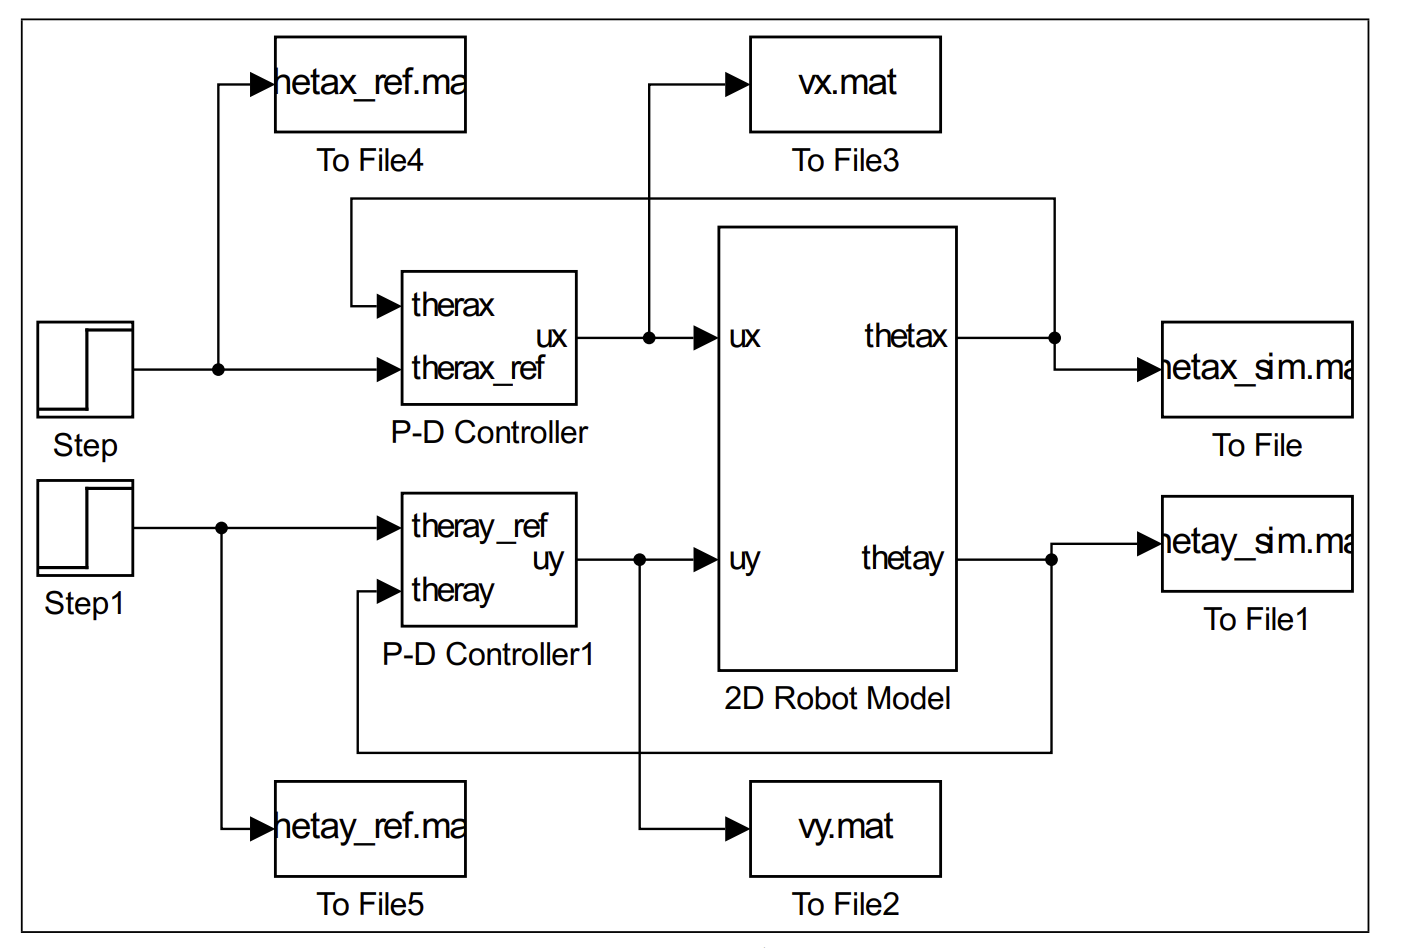 hetax_ref.ma
To File4
vx.mat
To File3
therax
ux
therax_ref
P-D Controller
Step
ux
thetax
hetax_sim.ma
To File
theray_ref
uy
theray
P-D Controller1
Step1
uy
thetay
2D Robot Model
hetay_sim.ma
To File1
hetay_ref.ma
To File5
vy.mat
To File2